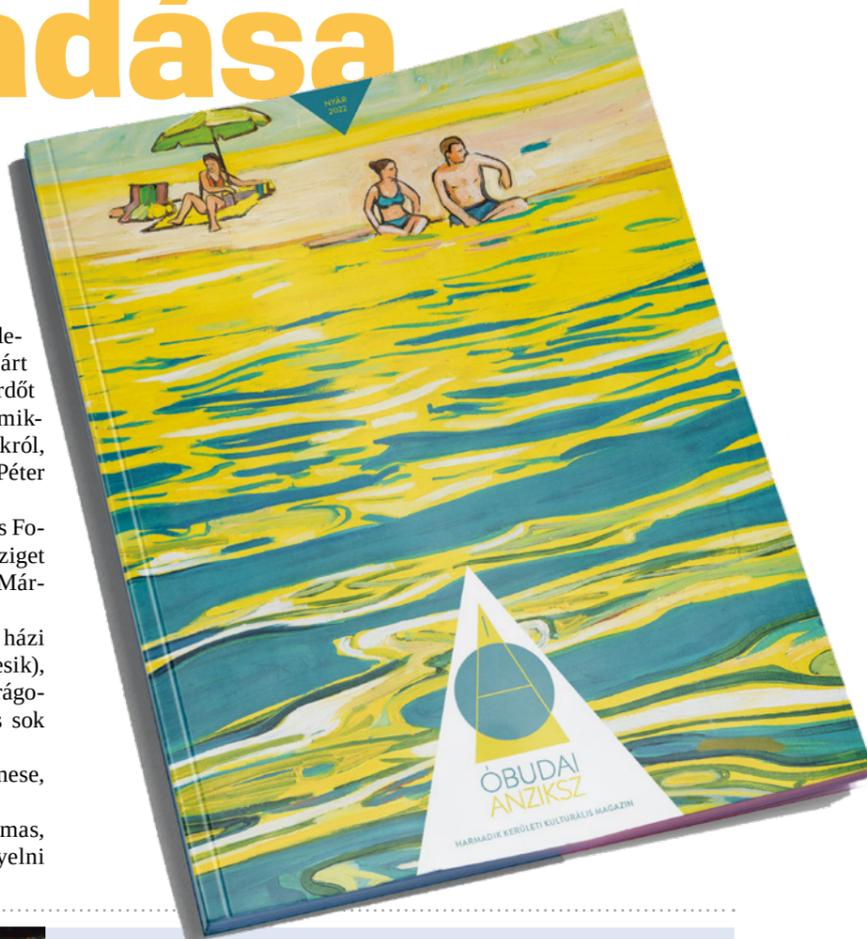 adása
NYÁR
2022
le-
árt
rdőt
mik-
król,
Péter
s Fo-
ziget
Már-
házi
esik),
rágo-
s sok
nese,
mas,
yelni
ÓBUDAI
ANZIKSZ
HARMADIK KERÜLETI KULTURÁLIS MAGAZIN